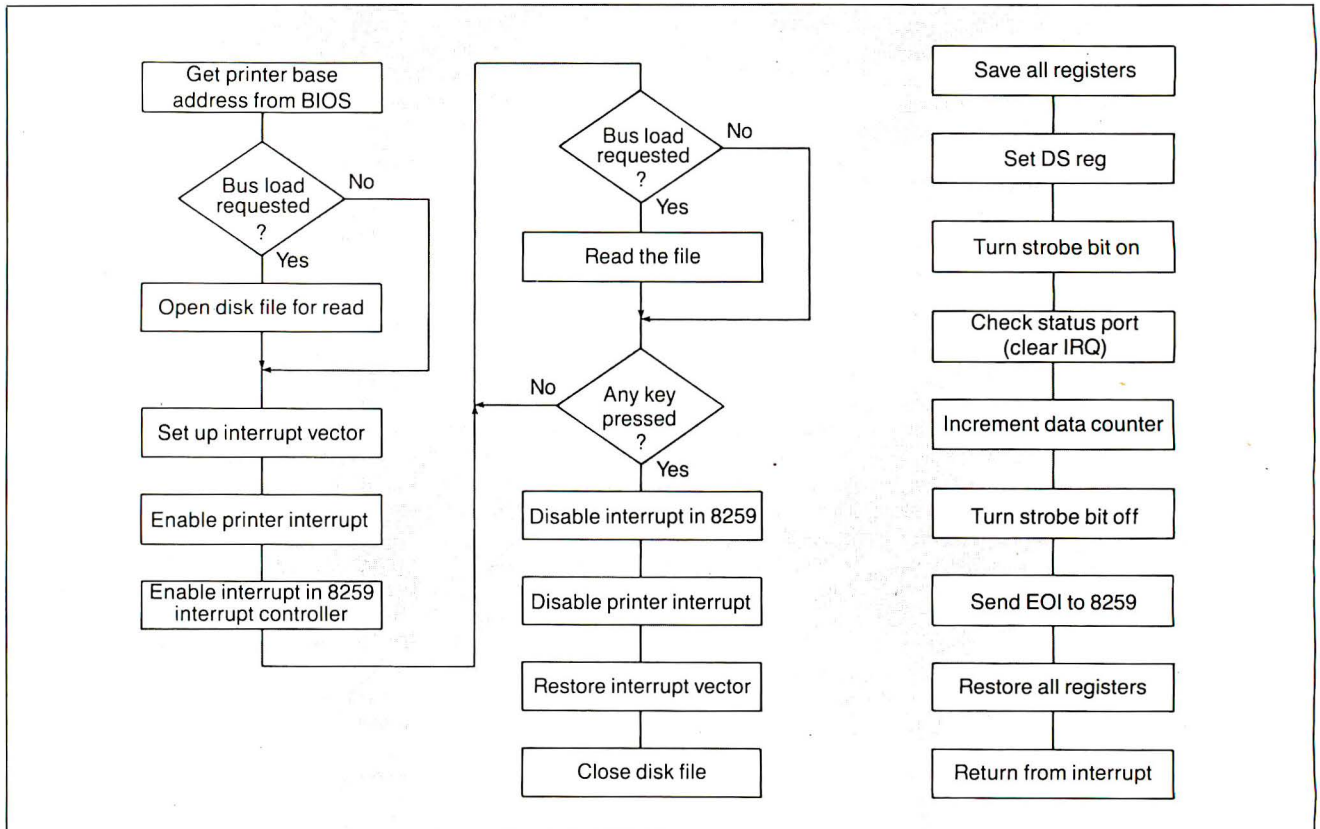 Get printer base
address from BIOS
Bus load
requested
?
No
Yes
Open disk file for read
Set up interrupt vector
Enable printer interrupt
Enable interrupt in 8259
interrupt controller
Bus load
requested
?
No
Yes
Read the file
Any key
pressed
?
No
Yes
Disable interrupt in 8259
Disable printer interrupt
Restore interrupt vector
Close disk file
Save all registers
Set DS reg
Turn strobe bit on
Check status port
(clear IRQ)
Increment data counter
Turn strobe bit off
Send EOI to 8259
Restore all registers
Return from interrupt